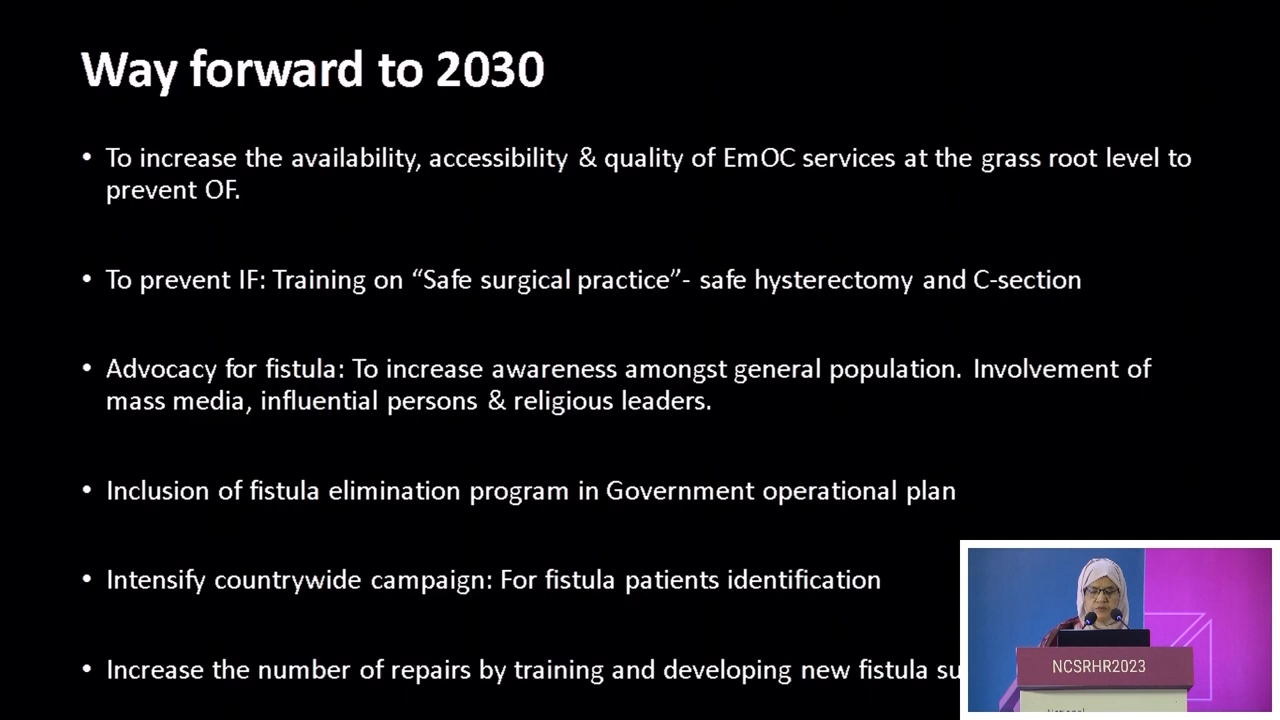 Way forward to 2030
• To increase the availability, accessibility & quality of EmOC services at the grass root level to
prevent OF.
• To prevent IF: Training on “Safe surgical practice”- safe hysterectomy and C-section
• Advocacy for fistula: To increase awareness amongst general population. Involvement of
mass media, influential persons & religious leaders.
• Inclusion of fistula elimination program in Government operational plan
• Intensify countrywide campaign: For fistula patients identification
• Increase the number of repairs by training and developing new fistula
NCSRHR2023
National